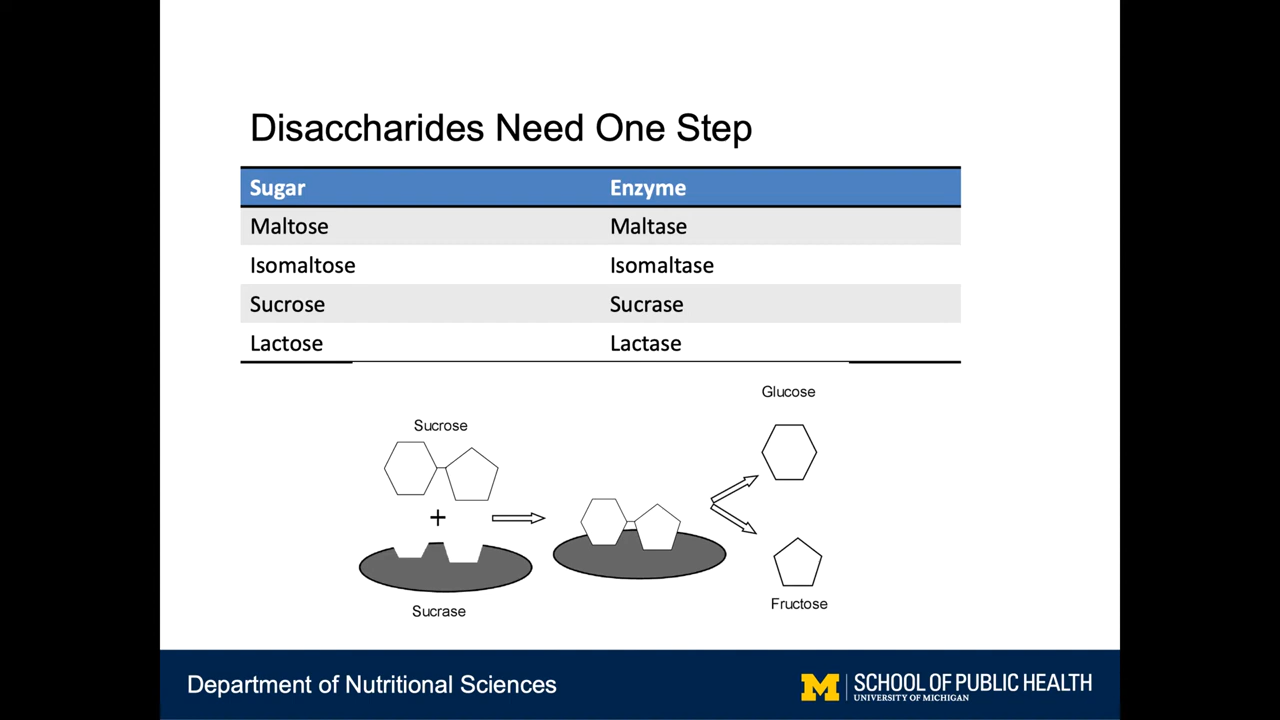 Disaccharides Need One Step
Sugar Enzyme
Maltose Maltase
Isomaltose Isomaltase
Sucrose Sucrase
Lactose Lactase
Glucose
Sucrose
+
Sucrase
Fructose
Department of Nutritional Sciences
M SCHOOL OF PUBLIC HEALTH
UNIVERSITY OF MICHIGAN